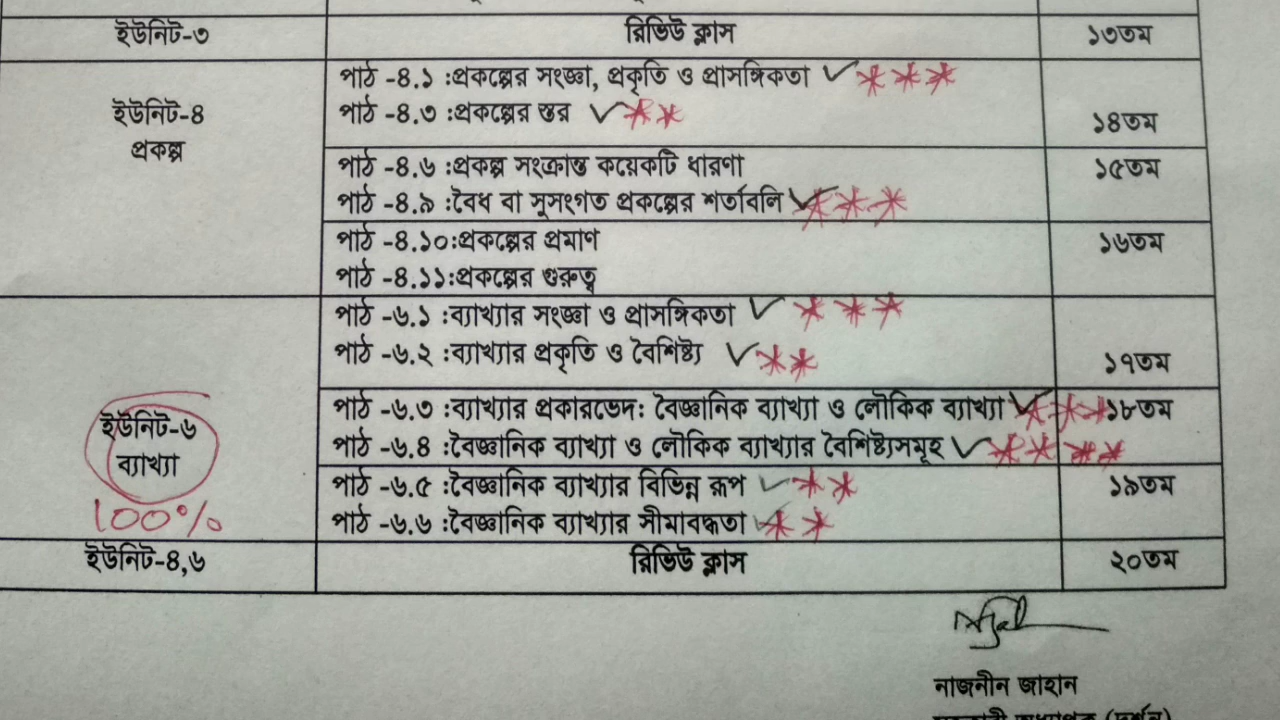 ইউনিট-৩ রিভিউ ক্লাস ১৩তম
পাঠ -৪.১ :প্রকল্পের সংজ্ঞা, প্রকৃতি ও প্রাসঙ্গিকতা
ইউনিট-৪ পাঠ -৪.৩ :প্রকল্পের স্তর ১৪তম
প্রকল্প
পাঠ -৪.৬ :প্রকল্প সংক্রান্ত কয়েকটি ধারণা ১৫তম
পাঠ -৪.৯ :বৈধ বা সুসংগত প্রকল্পের শর্তাবলি
পাঠ -৪.১০:প্রকল্পের প্রমাণ ১৬তম
পাঠ -৪.১১:প্রকল্পের গুরুত্ব
পাঠ -৬.১ :ব্যাখ্যার সংজ্ঞা ও প্রাসঙ্গিকতা
পাঠ -৬.২ :ব্যাখ্যার প্রকৃতি ও বৈশিষ্ট্য ১৭তম
ইউনিট-৬ পাঠ -৬.৩ :ব্যাখ্যার প্রকারভেদ: বৈজ্ঞানিক ব্যাখ্যা ও লৌকিক ব্যাখ্যা ১৮তম
ব্যাখ্যা পাঠ -৬.৪ :বৈজ্ঞানিক ব্যাখ্যা ও লৌকিক ব্যাখ্যার বৈশিষ্ট্যসমূহ
পাঠ -৬.৫ :বৈজ্ঞানিক ব্যাখ্যার বিভিন্ন রূপ ১৯তম
100% পাঠ -৬.৬ :বৈজ্ঞানিক ব্যাখ্যার সীমাবদ্ধতা
ইউনিট-৪,৬ রিভিউ ক্লাস ২০তম
নাজনীন জাহান